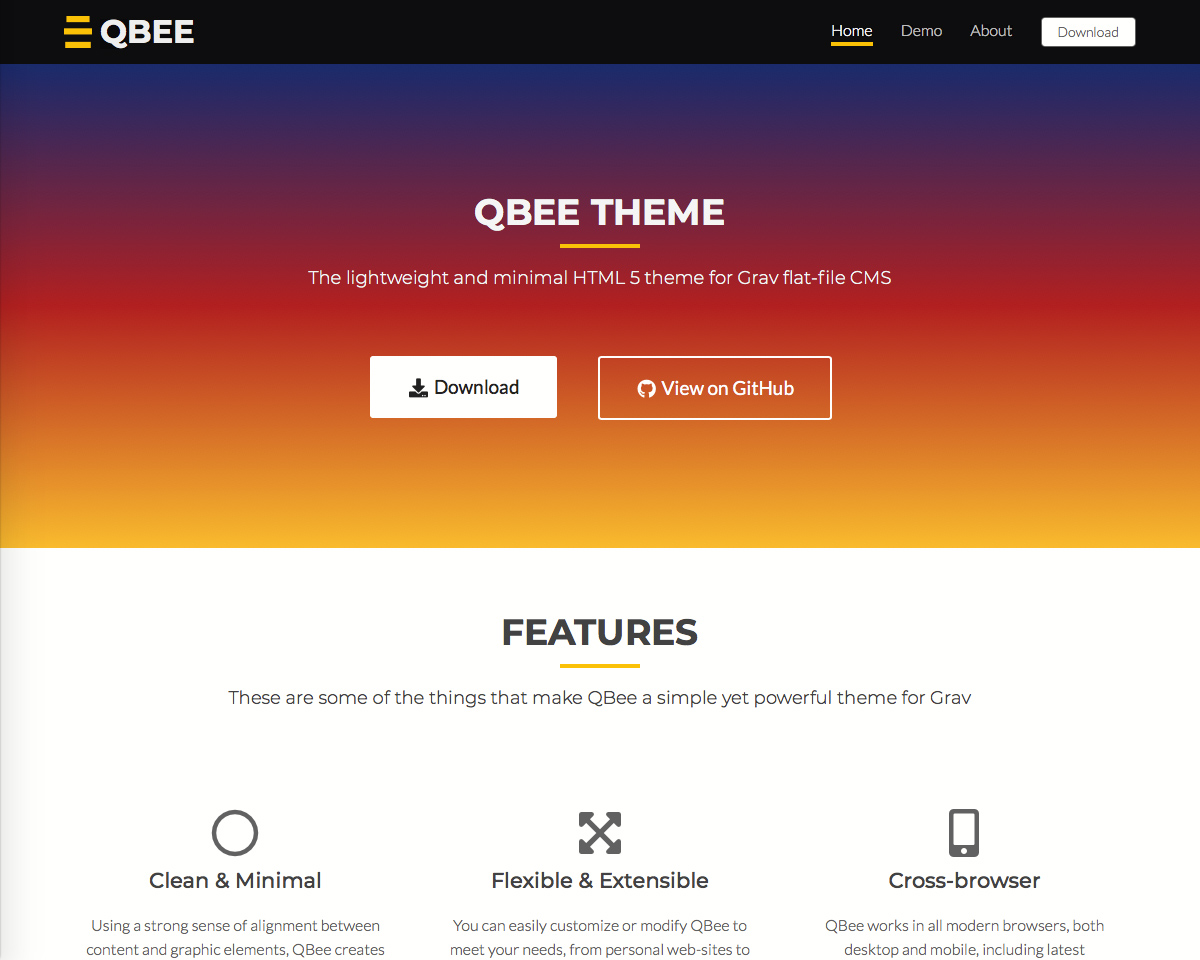 QBEE
Home Demo About Download
QBEE THEME
The lightweight and minimal HTML 5 theme for Grav flat-file CMS
Download View on GitHub
FEATURES
These are some of the things that make QBee a simple yet powerful theme for Grav
Clean & Minimal
Using a strong sense of alignment between
content and graphic elements, QBee creates
Flexible & Extensible
You can easily customize or modify QBee to
meet your needs, from personal web-sites to
Cross-browser
QBee works in all modern browsers, both
desktop and mobile, including latest